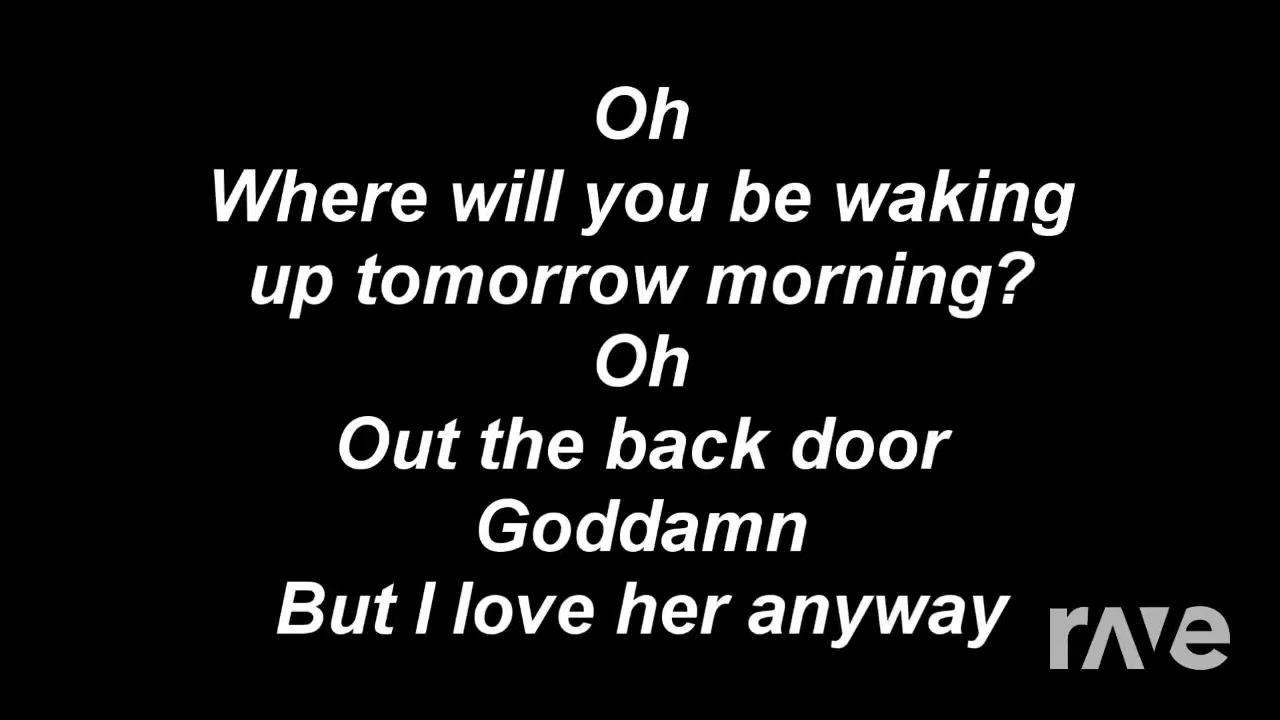 Oh
Where will you be waking
up tomorrow morning?
Oh
Out the back door
Goddamn
But I love her anyway
rave